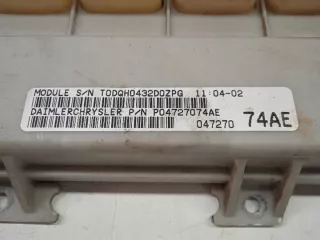 MODULE S/N T0DQH0432D0ZPG 11:04-02
DAIMLERCHRYSLER P/N P04727074AE
047270 74AE